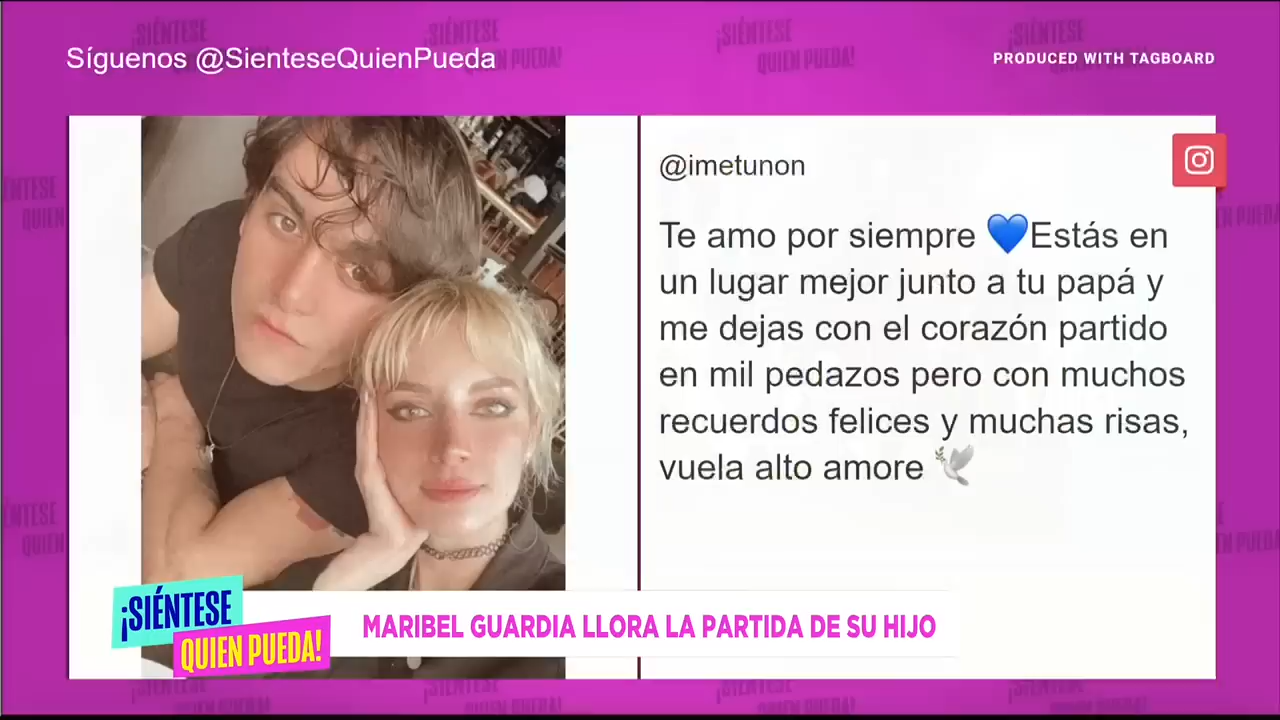 Síguenos @SienteseQuienPueda
PRODUCED WITH TAGBOARD
@imetunon
Te amo por siempre 💙Estás en
un lugar mejor junto a tu papá y
me dejas con el corazón partido
en mil pedazos pero con muchos
recuerdos felices y muchas risas,
vuela alto amore 🕊️
¡SIÉNTESE
QUIEN PUEDA!
MARIBEL GUARDIA LLORA LA PARTIDA DE SU HIJO